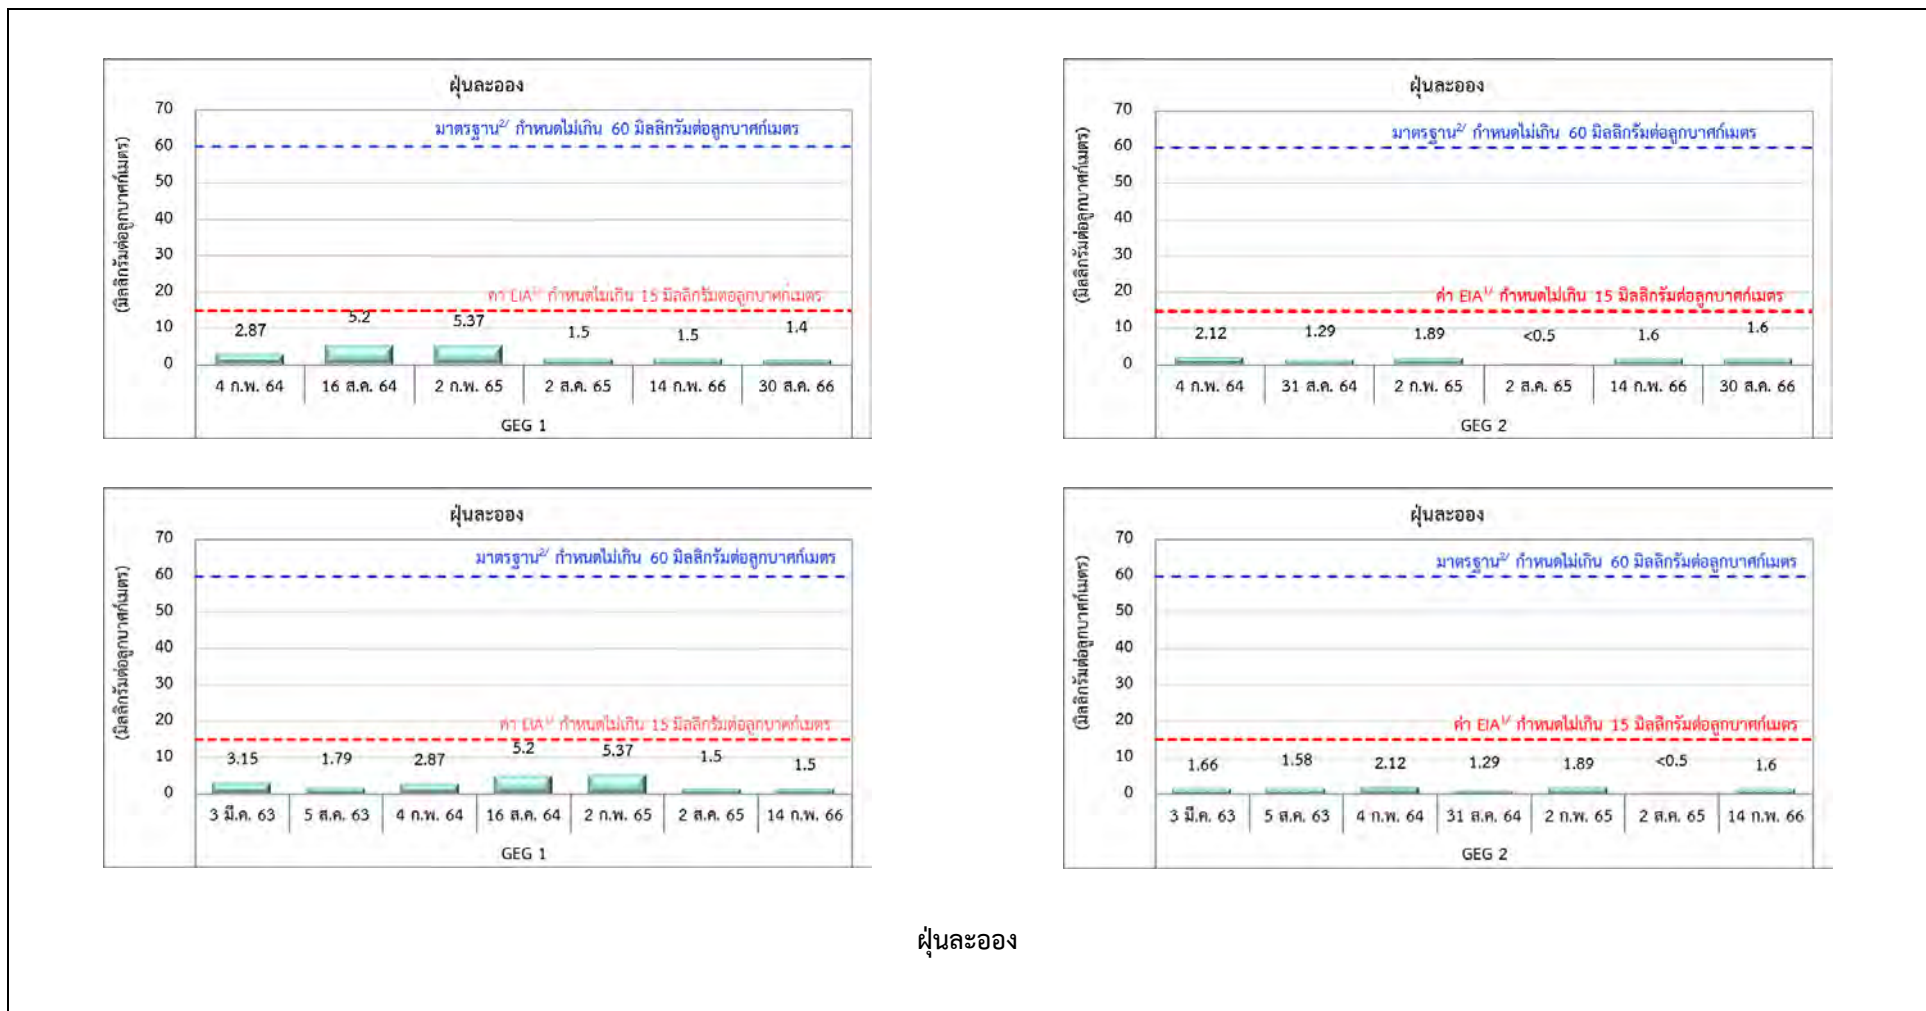 ฝุ่นละออง
(มิลลิกรัมต่อลูกบาศก์เมตร)
70
60
50
40
30
20
10
0
มาตรฐาน2/ กำหนดไม่เกิน 60 มิลลิกรัมต่อลูกบาศก์เมตร
ค่า EIA1/ กำหนดไม่เกิน 15 มิลลิกรัมต่อลูกบาศก์เมตร
2.87 5.2 5.37 1.5 1.5 1.4
4 ก.พ. 64 16 ส.ค. 64 2 ก.พ. 65 2 ส.ค. 65 14 ก.พ. 66 30 ส.ค. 66
GEG 1
ฝุ่นละออง
(มิลลิกรัมต่อลูกบาศก์เมตร)
70
60
50
40
30
20
10
0
มาตรฐาน2/ กำหนดไม่เกิน 60 มิลลิกรัมต่อลูกบาศก์เมตร
ค่า EIA1/ กำหนดไม่เกิน 15 มิลลิกรัมต่อลูกบาศก์เมตร
2.12 1.29 1.89 <0.5 1.6 1.6
4 ก.พ. 64 31 ส.ค. 64 2 ก.พ. 65 2 ส.ค. 65 14 ก.พ. 66 30 ส.ค. 66
GEG 2
ฝุ่นละออง
(มิลลิกรัมต่อลูกบาศก์เมตร)
70
60
50
40
30
20
10
0
มาตรฐาน2/ กำหนดไม่เกิน 60 มิลลิกรัมต่อลูกบาศก์เมตร
ค่า EIA1/ กำหนดไม่เกิน 15 มิลลิกรัมต่อลูกบาศก์เมตร
3.15 1.79 2.87 5.2 5.37 1.5 1.5
3 มี.ค. 63 5 ส.ค. 63 4 ก.พ. 64 16 ส.ค. 64 2 ก.พ. 65 2 ส.ค. 65 14 ก.พ. 66
GEG 1
ฝุ่นละออง
(มิลลิกรัมต่อลูกบาศก์เมตร)
70
60
50
40
30
20
10
0
มาตรฐาน2/ กำหนดไม่เกิน 60 มิลลิกรัมต่อลูกบาศก์เมตร
ค่า EIA1/ กำหนดไม่เกิน 15 มิลลิกรัมต่อลูกบาศก์เมตร
1.66 1.58 2.12 1.29 1.89 <0.5 1.6
3 มี.ค. 63 5 ส.ค. 63 4 ก.พ. 64 31 ส.ค. 64 2 ก.พ. 65 2 ส.ค. 65 14 ก.พ. 66
GEG 2
ฝุ่นละออง